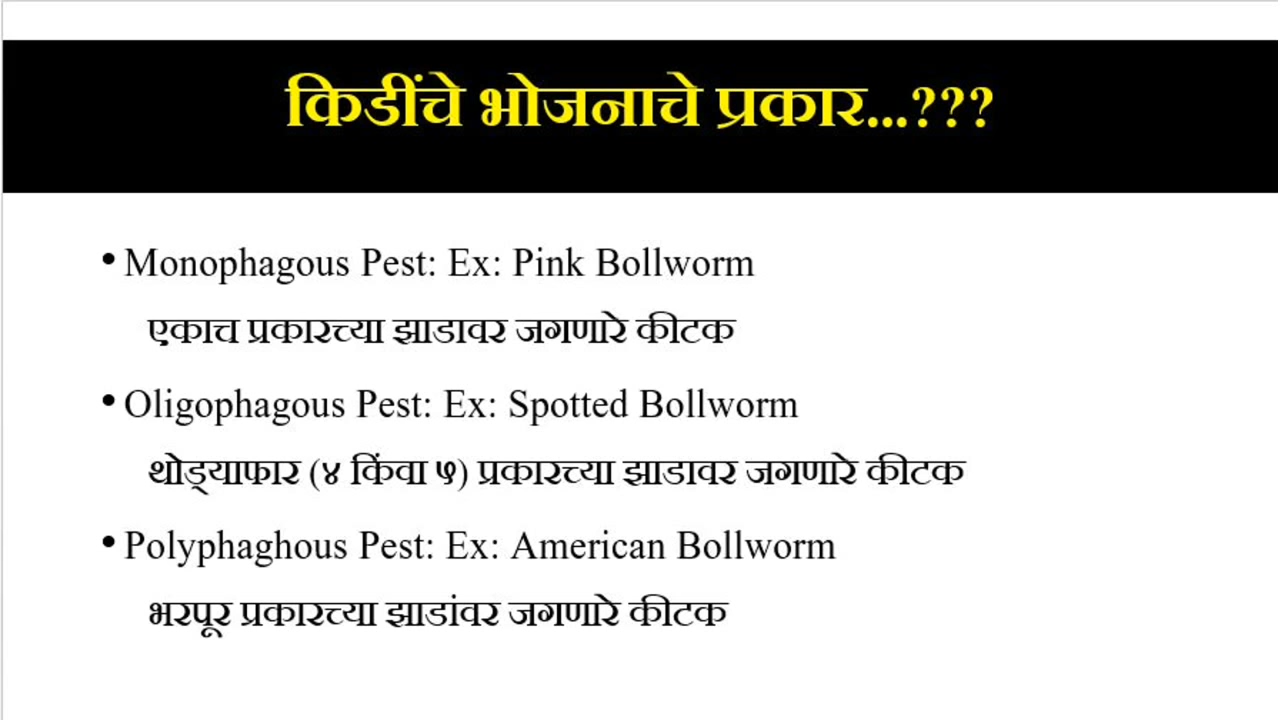 किडींचे भोजनाचे प्रकार...???
• Monophagous Pest: Ex: Pink Bollworm
एकाच प्रकारच्या झाडावर जगणारे कीटक
• Oligophagous Pest: Ex: Spotted Bollworm
थोड्याफार (४ किंवा ५) प्रकारच्या झाडावर जगणारे कीटक
• Polyphaghous Pest: Ex: American Bollworm
भरपूर प्रकारच्या झाडांवर जगणारे कीटक